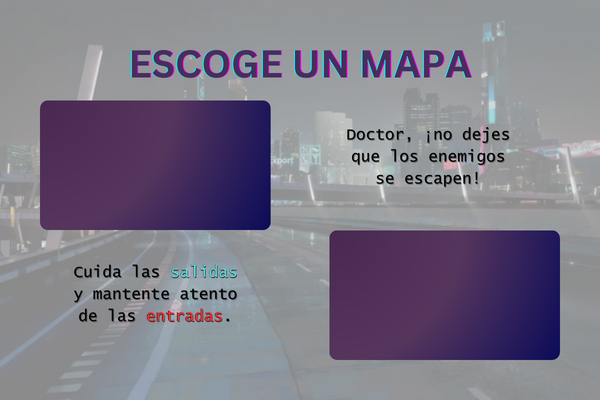 ESCOGE UN MAPA
Doctor, ¡no dejes
que los enemigos
se escapen!
Cuida las salidas
y mantente atento
de las entradas.
xport